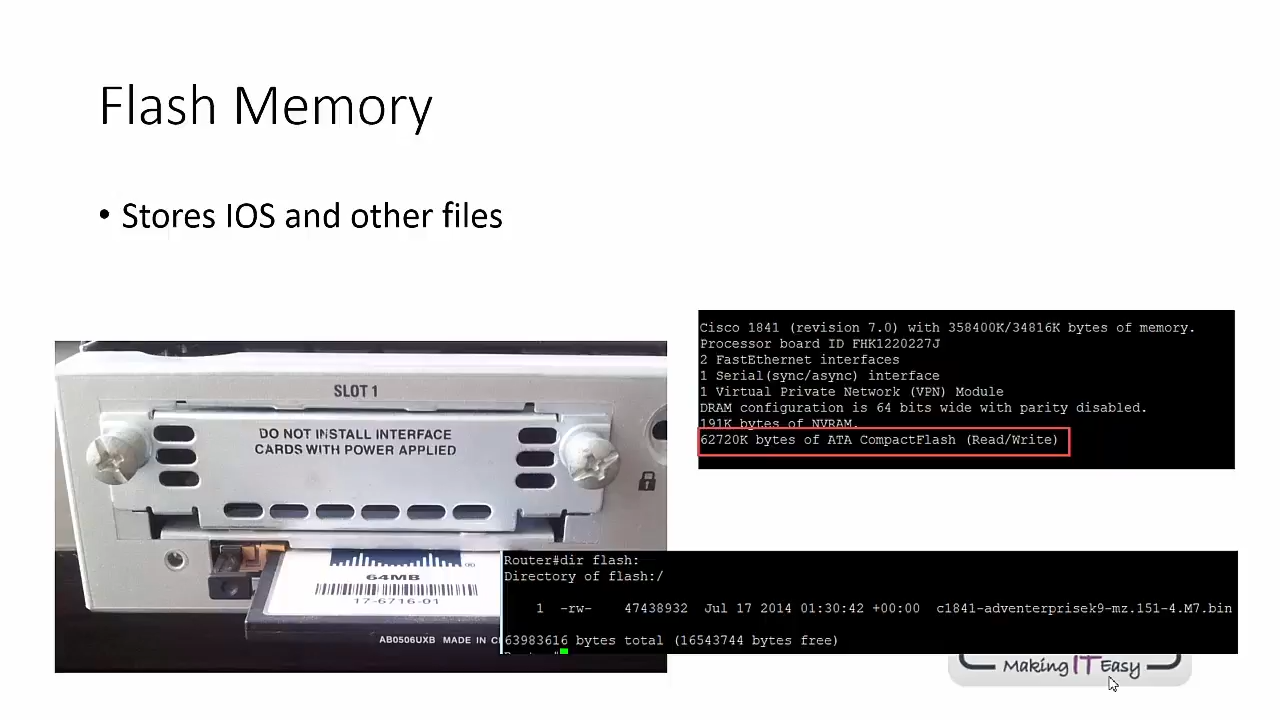 Flash Memory
• Stores IOS and other files
Cisco 1841 (revision 7.0) with 358400K/34816K bytes of memory.
Processor board ID FHK1220227J
2 FastEthernet interfaces
1 Serial(sync/async) interface
1 Virtual Private Network (VPN) Module
DRAM configuration is 64 bits wide with parity disabled.
191K bytes of NVRAM.
62720K bytes of ATA CompactFlash (Read/Write)
SLOT 1
DO NOT INSTALL INTERFACE
CARDS WITH POWER APPLIED
64MB
17-6716-01
AB0506UXB MADE IN
Router#dir flash:
Directory of flash:/
1 -rw- 47438932 Jul 17 2014 01:30:42 +00:00 c1841-adventerprisek9-mz.151-4.M7.bin
63983616 bytes total (16543744 bytes free)
Making IT Easy